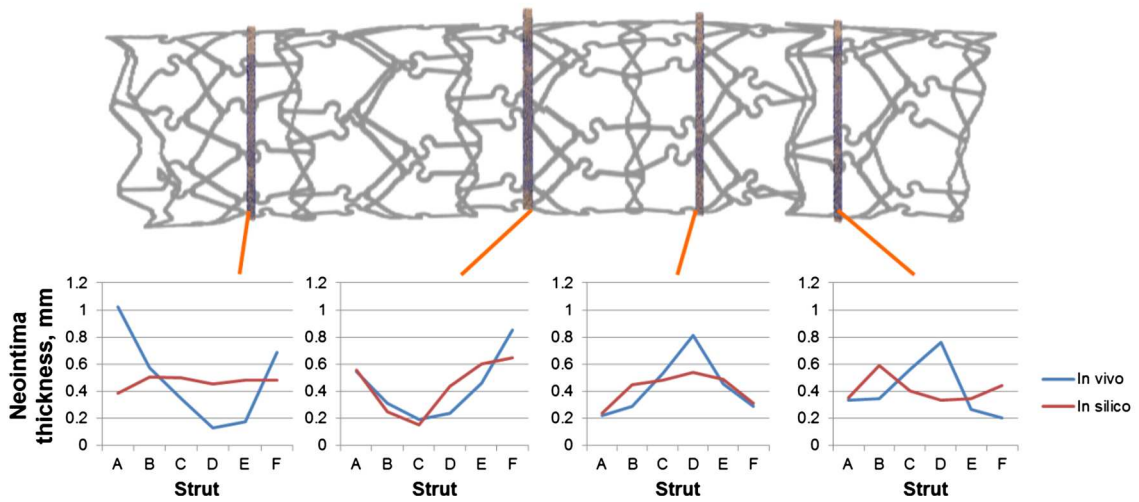 1.2 1.2 1.2 1.2
1 1 1 1
0.8 0.8 0.8 0.8
0.6 0.6 0.6 0.6
0.4 0.4 0.4 0.4
0.2 0.2 0.2 0.2
0 0 0 0
Neointima
thickness, mm
A B C D E F A B C D E F A B C D E F A B C D E F
Strut Strut Strut Strut
In vivo
In silico